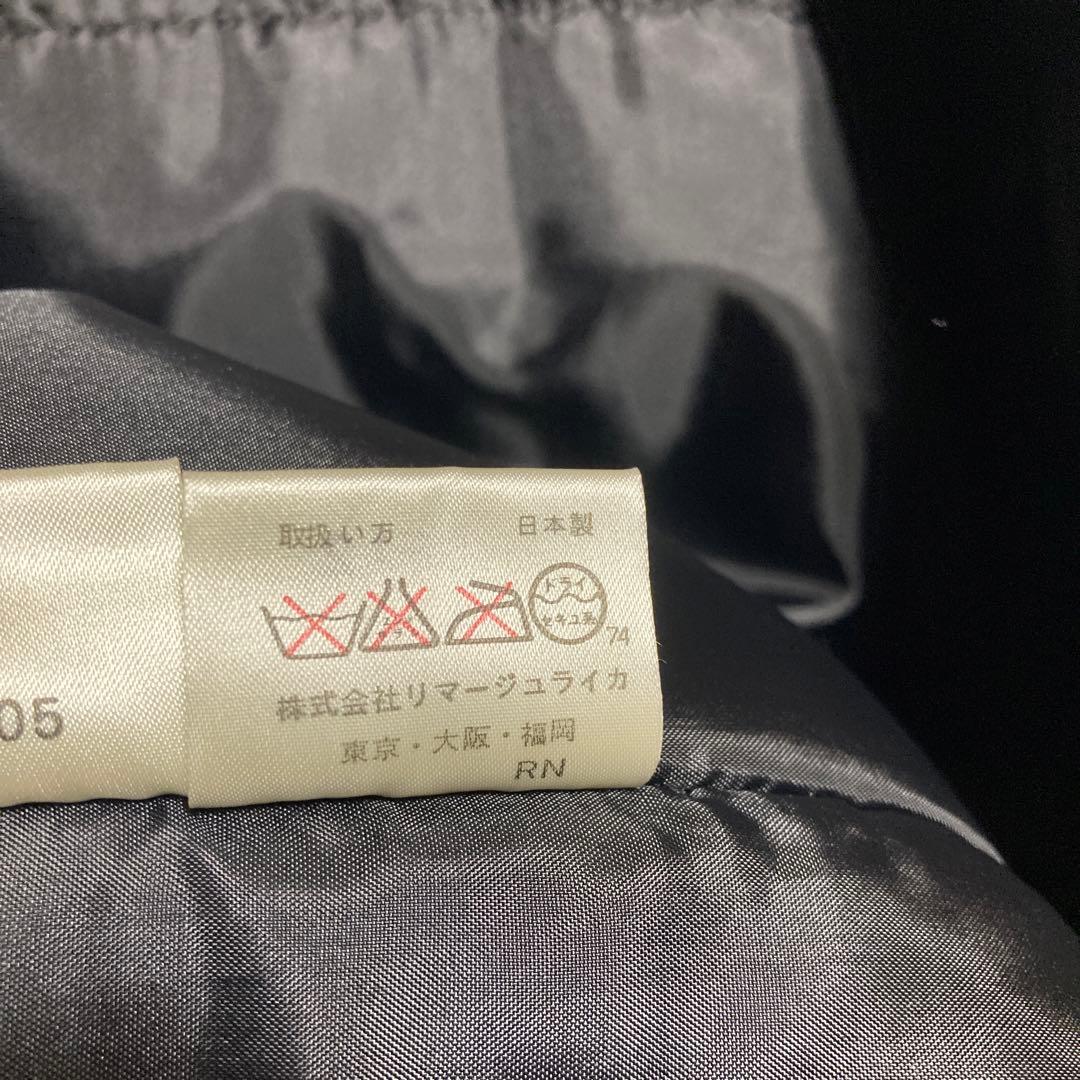 取扱い方 日本製
ドライ
セキユ系
74
株式会社リマージュライカ
東京・大阪・福岡
RN
05